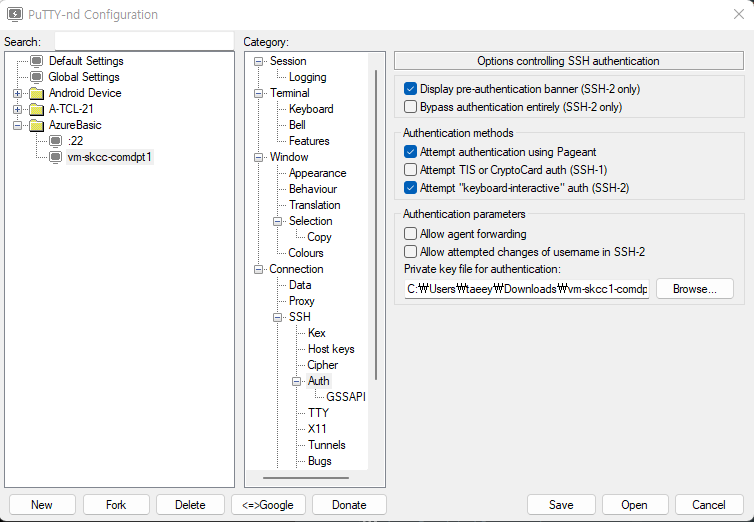 PuTTY-nd Configuration
Search:
Default Settings
Global Settings
Android Device
A-TCL-21
AzureBasic
:22
vm-skcc-comdpt1
Category:
Session
Logging
Terminal
Keyboard
Bell
Features
Window
Appearance
Behaviour
Translation
Selection
Copy
Colours
Connection
Data
Proxy
SSH
Kex
Host keys
Cipher
Auth
GSSAPI
TTY
X11
Tunnels
Bugs
Options controlling SSH authentication
Display pre-authentication banner (SSH-2 only)
Bypass authentication entirely (SSH-2 only)
Authentication methods
Attempt authentication using Pageant
Attempt TIS or CryptoCard auth (SSH-1)
Attempt "keyboard-interactive" auth (SSH-2)
Authentication parameters
Allow agent forwarding
Allow attempted changes of username in SSH-2
Private key file for authentication:
C:₩Users₩taeey₩Downloads₩vm-skcc1-comdp Browse...
New Fork Delete <=>Google Donate Save Open Cancel